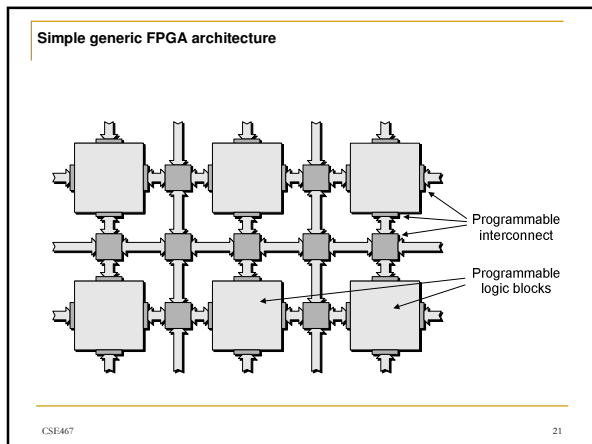 Simple generic FPGA architecture
Programmable
interconnect
Programmable
logic blocks
CSE467
21